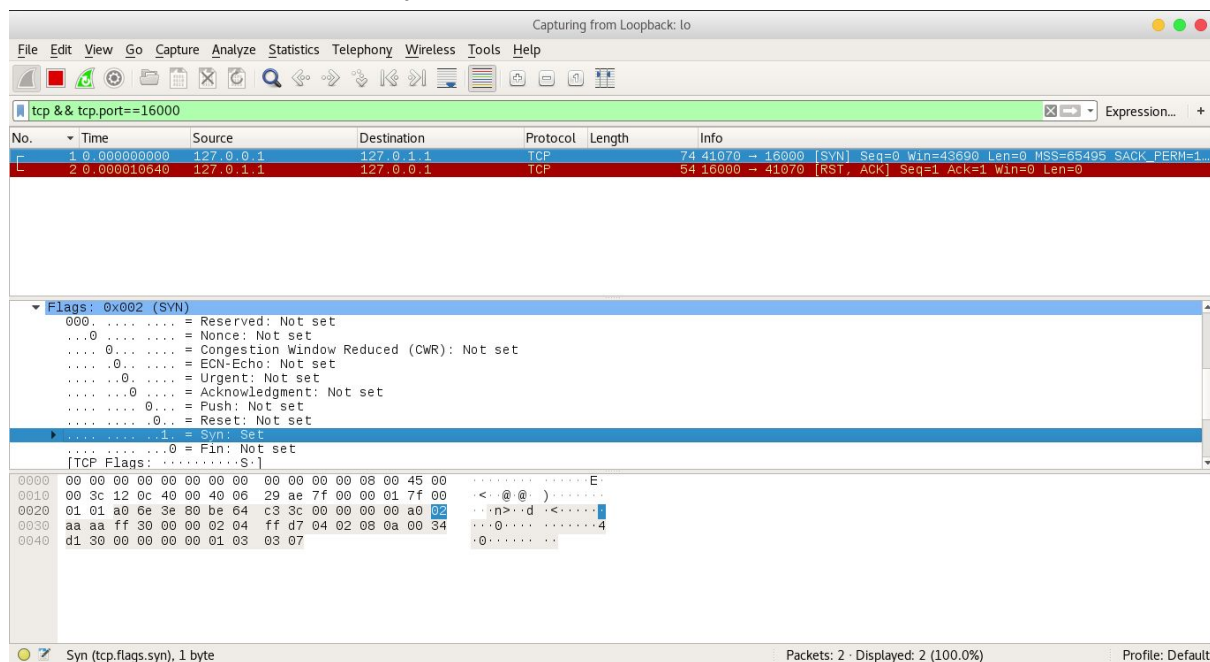 Capturing from Loopback: lo
File Edit View Go Capture Analyze Statistics Telephony Wireless Tools Help
tcp && tcp.port==16000 Expression... +
No. Time Source Destination Protocol Length Info
1 0.000000000 127.0.0.1 127.0.1.1 TCP 74 41070 → 16000 [SYN] Seq=0 Win=43690 Len=0 MSS=65495 SACK_PERM=1…
2 0.000010640 127.0.1.1 127.0.0.1 TCP 54 16000 → 41070 [RST, ACK] Seq=1 Ack=1 Win=0 Len=0
Flags: 0x002 (SYN)
000. .... .... = Reserved: Not set
...0 .... .... = Nonce: Not set
.... 0... .... = Congestion Window Reduced (CWR): Not set
.... .0.. .... = ECN-Echo: Not set
.... ..0. .... = Urgent: Not set
.... ...0 .... = Acknowledgment: Not set
.... .... 0... = Push: Not set
.... .... .0.. = Reset: Not set
.... .... ..1. = Syn: Set
.... .... ...0 = Fin: Not set
[TCP Flags: ··········S·]
0000 00 00 00 00 00 00 00 00 00 00 00 00 08 00 45 00 ········ ······E·
0010 00 3c 12 0c 40 00 40 06 29 ae 7f 00 00 01 7f 00 ·<··@·@· )·······
0020 01 01 a0 6e 3e 80 be 64 c3 3c 00 00 00 00 a0 02 ···n>··d ·<······
0030 aa aa ff 30 00 00 02 04 ff d7 04 02 08 0a 00 34 ···0···· ·······4
0040 d1 30 00 00 00 00 01 03 03 07 ·0······ ··
Syn (tcp.flags.syn), 1 byte Packets: 2 · Displayed: 2 (100.0%) Profile: Default